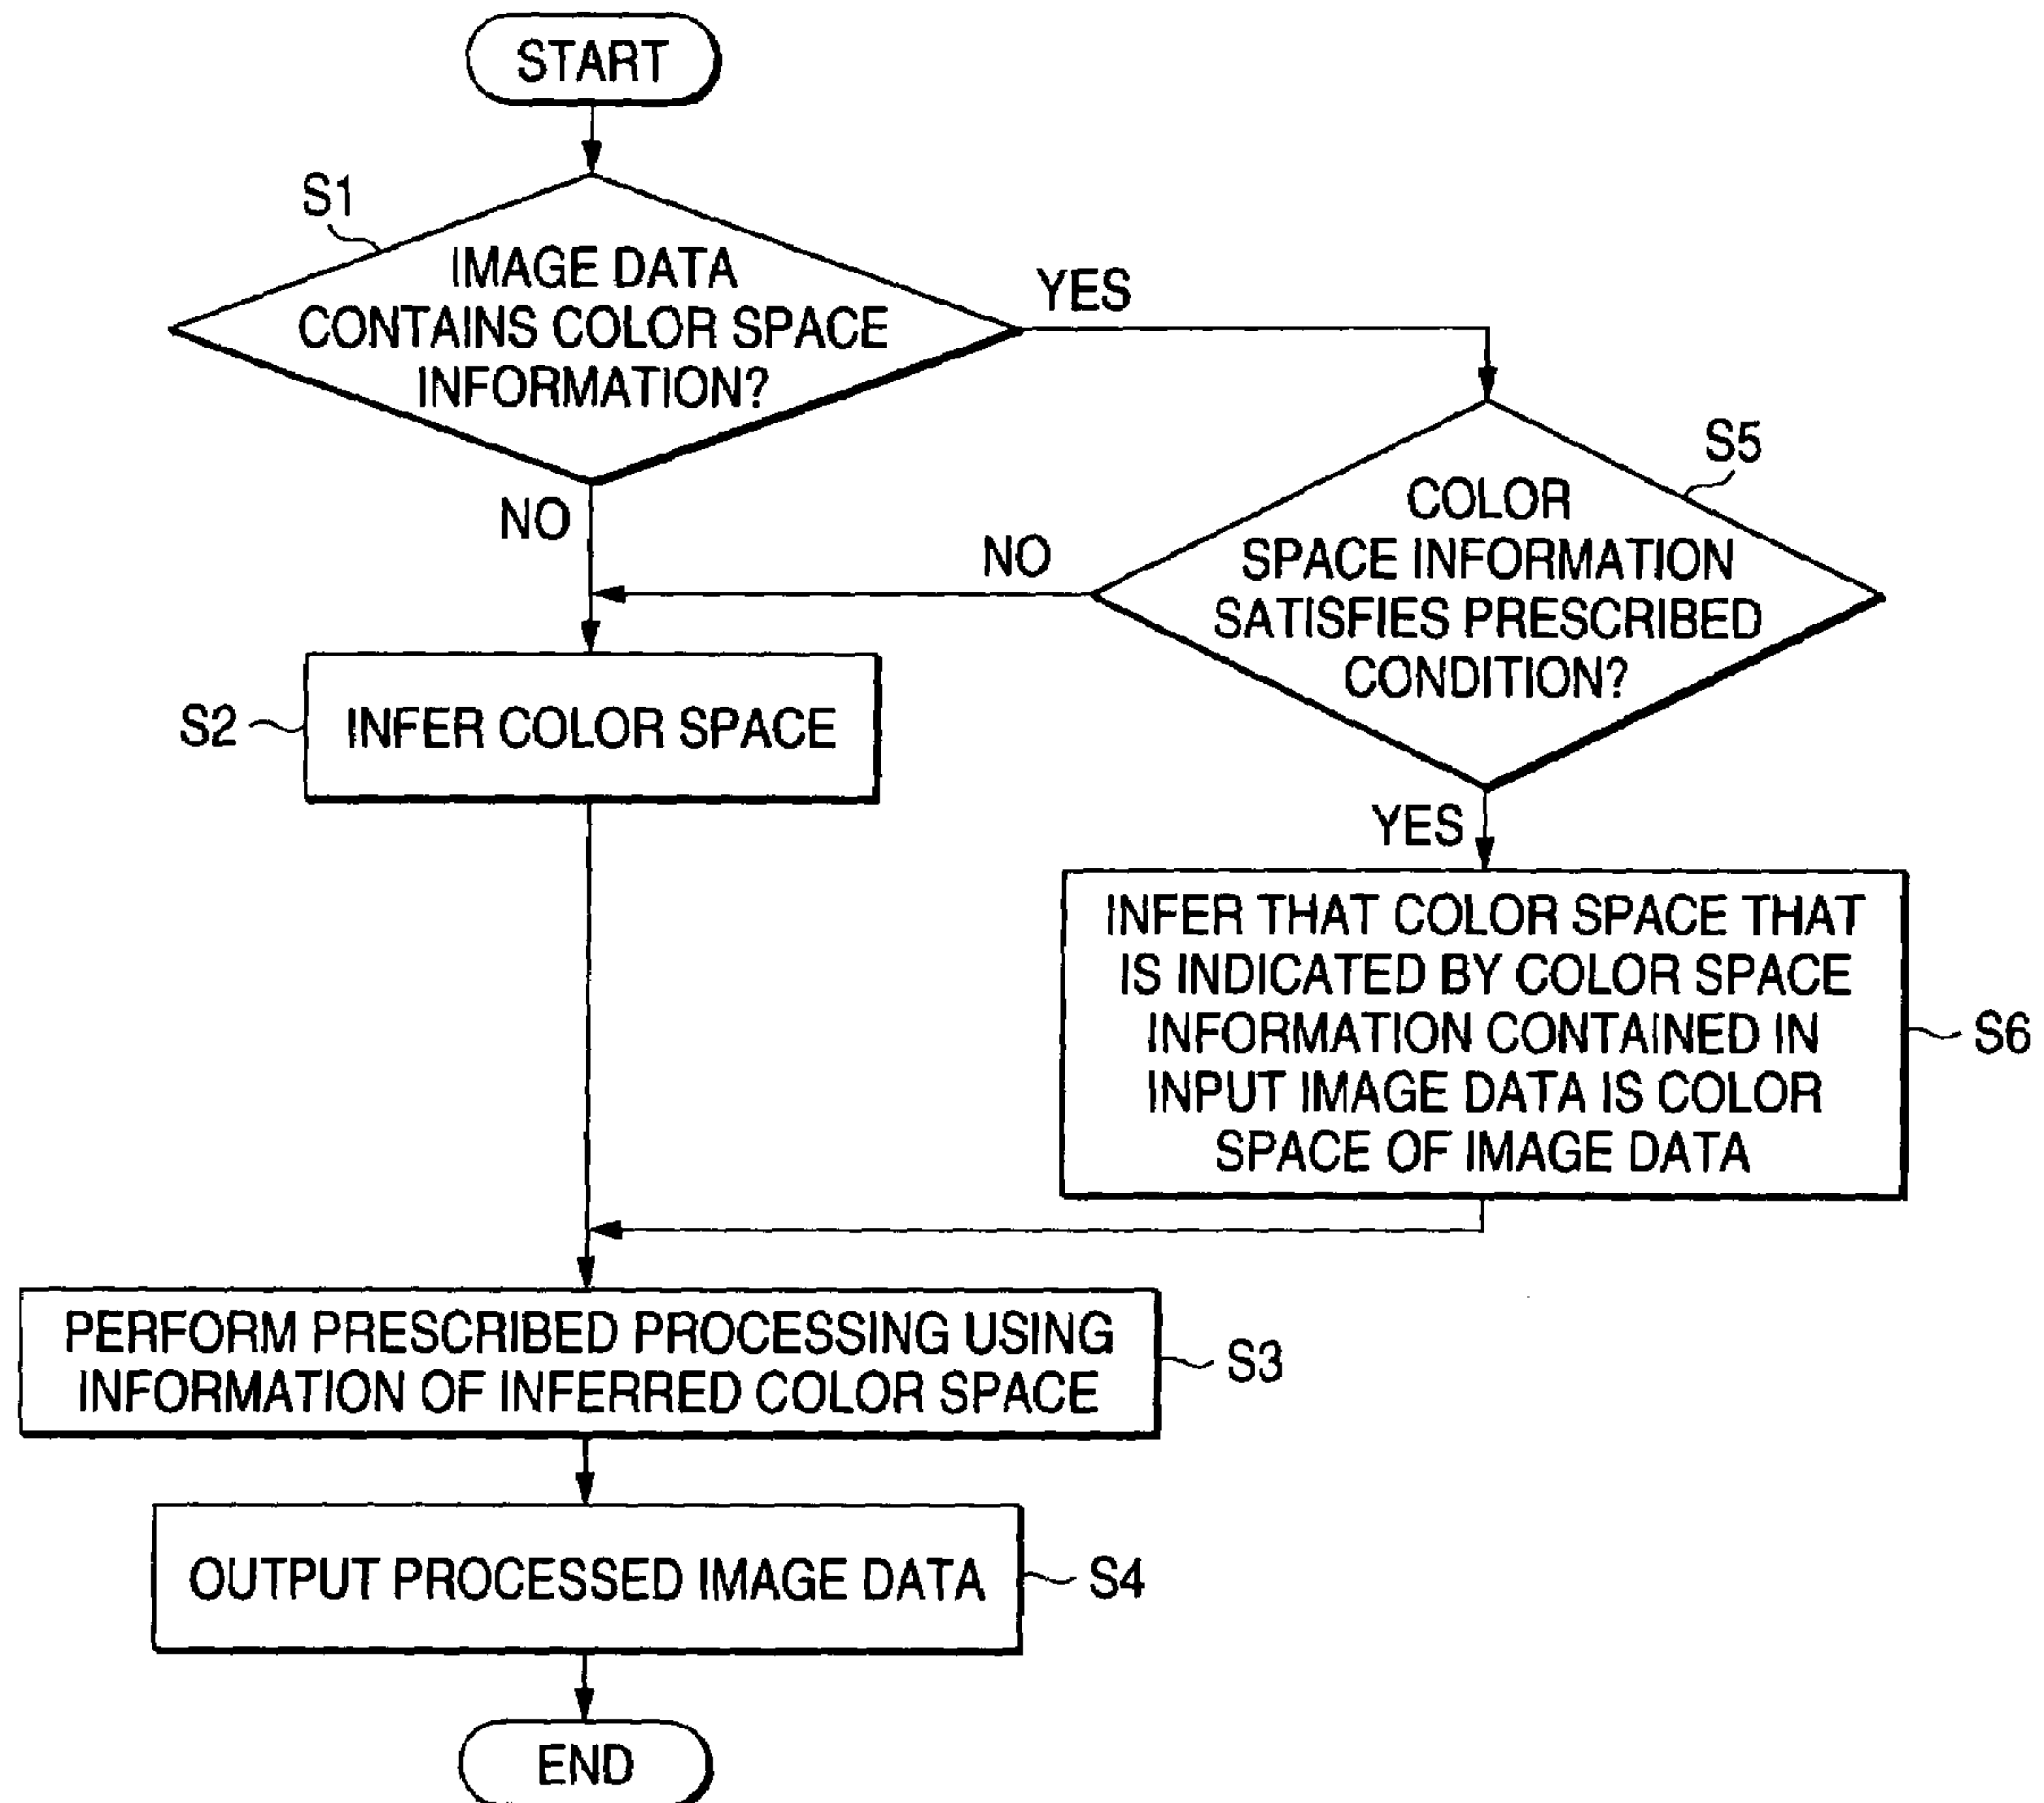 START
S1
IMAGE DATA
CONTAINS COLOR SPACE
INFORMATION?
YES
NO
S5
COLOR
SPACE INFORMATION
SATISFIES PRESCRIBED
CONDITION?
NO
YES
S2
INFER COLOR SPACE
INFER THAT COLOR SPACE THAT
IS INDICATED BY COLOR SPACE
INFORMATION CONTAINED IN
INPUT IMAGE DATA IS COLOR
SPACE OF IMAGE DATA
S6
PERFORM PRESCRIBED PROCESSING USING
INFORMATION OF INFERRED COLOR SPACE
S3
OUTPUT PROCESSED IMAGE DATA
S4
END